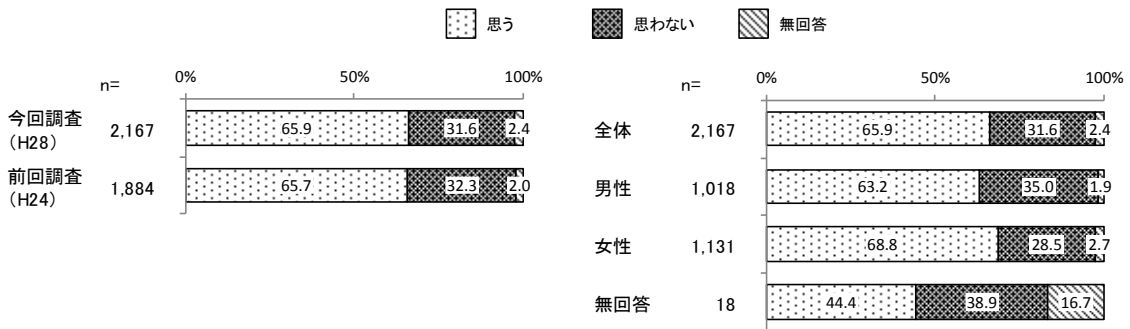 思う 思わない 無回答
n= 0% 50% 100%
今回調査
（H28） 2,167 65.9 31.6 2.4
前回調査
（H24） 1,884 65.7 32.3 2.0
n= 0% 50% 100%
全体 2,167 65.9 31.6 2.4
男性 1,018 63.2 35.0 1.9
女性 1,131 68.8 28.5 2.7
無回答 18 44.4 38.9 16.7